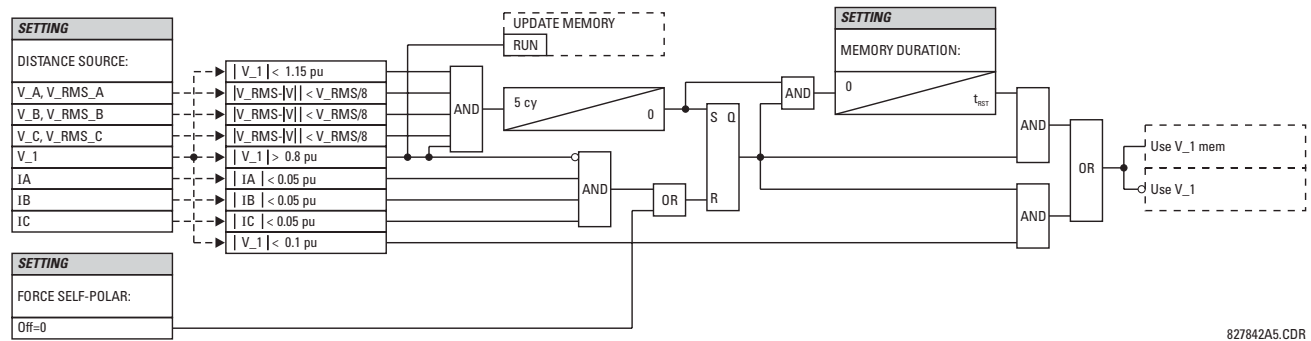 SETTING
DISTANCE SOURCE:
V_A, V_RMS_A
V_B, V_RMS_B
V_C, V_RMS_C
V_1
IA
IB
IC
SETTING
FORCE SELF-POLAR:
Off=0
| V_1 | < 1.15 pu
|V_RMS-|V|| < V_RMS/8
|V_RMS-|V|| < V_RMS/8
|V_RMS-|V|| < V_RMS/8
| V_1 | > 0.8 pu
| IA | < 0.05 pu
| IB | < 0.05 pu
| IC | < 0.05 pu
| V_1 | < 0.1 pu
UPDATE MEMORY
RUN
AND
5 cy
0
AND
OR
S Q
R
AND
SETTING
MEMORY DURATION:
0
tRST
AND
AND
OR
Use V_1 mem
Use V_1
827842A5.CDR